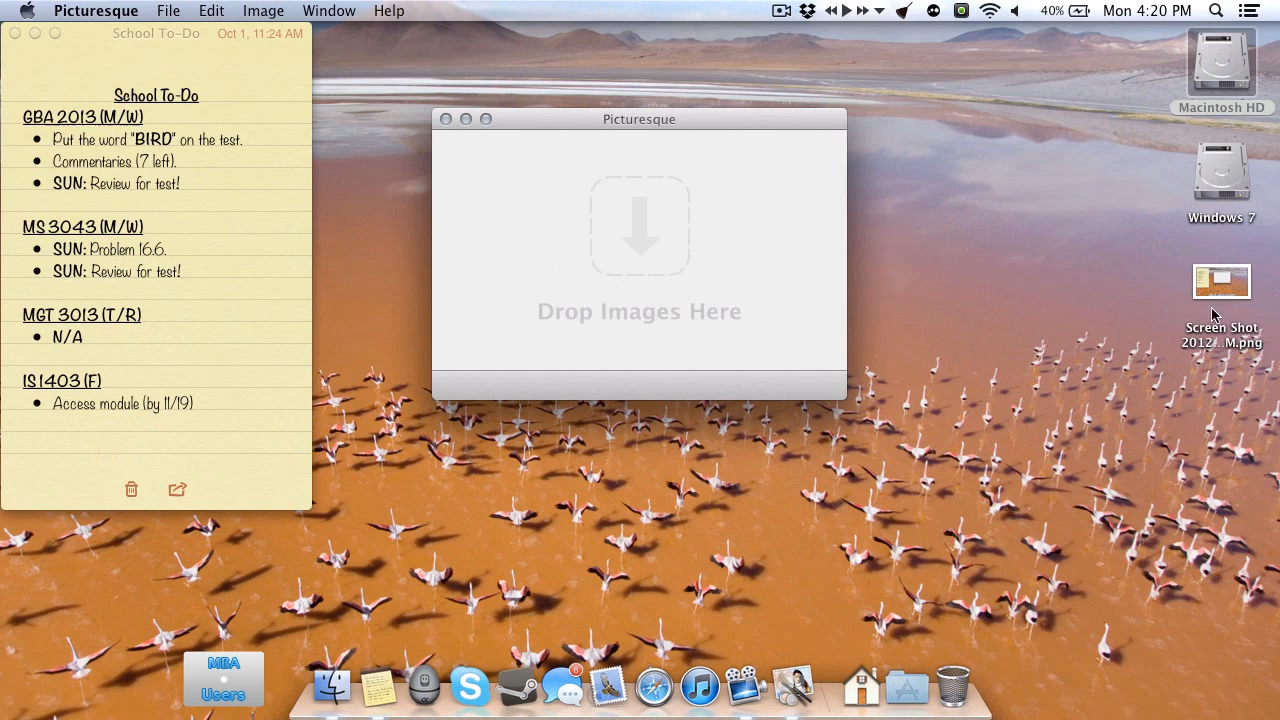 Picturesque File Edit Image Window Help 40% Mon 4:20 PM
School To-Do Oct 1, 11:24 AM
School To-Do
GBA 2013 (M/W)
• Put the word "BIRD" on the test.
• Commentaries (7 left).
• SUN: Review for test!
MS 3043 (M/W)
• SUN: Problem 16.6.
• SUN: Review for test!
MGT 3013 (T/R)
• N/A
IS 1403 (F)
• Access module (by 11/19)
Picturesque
Drop Images Here
Macintosh HD
Windows 7
Screen Shot
2012...M.png
MBA
•
Users
6